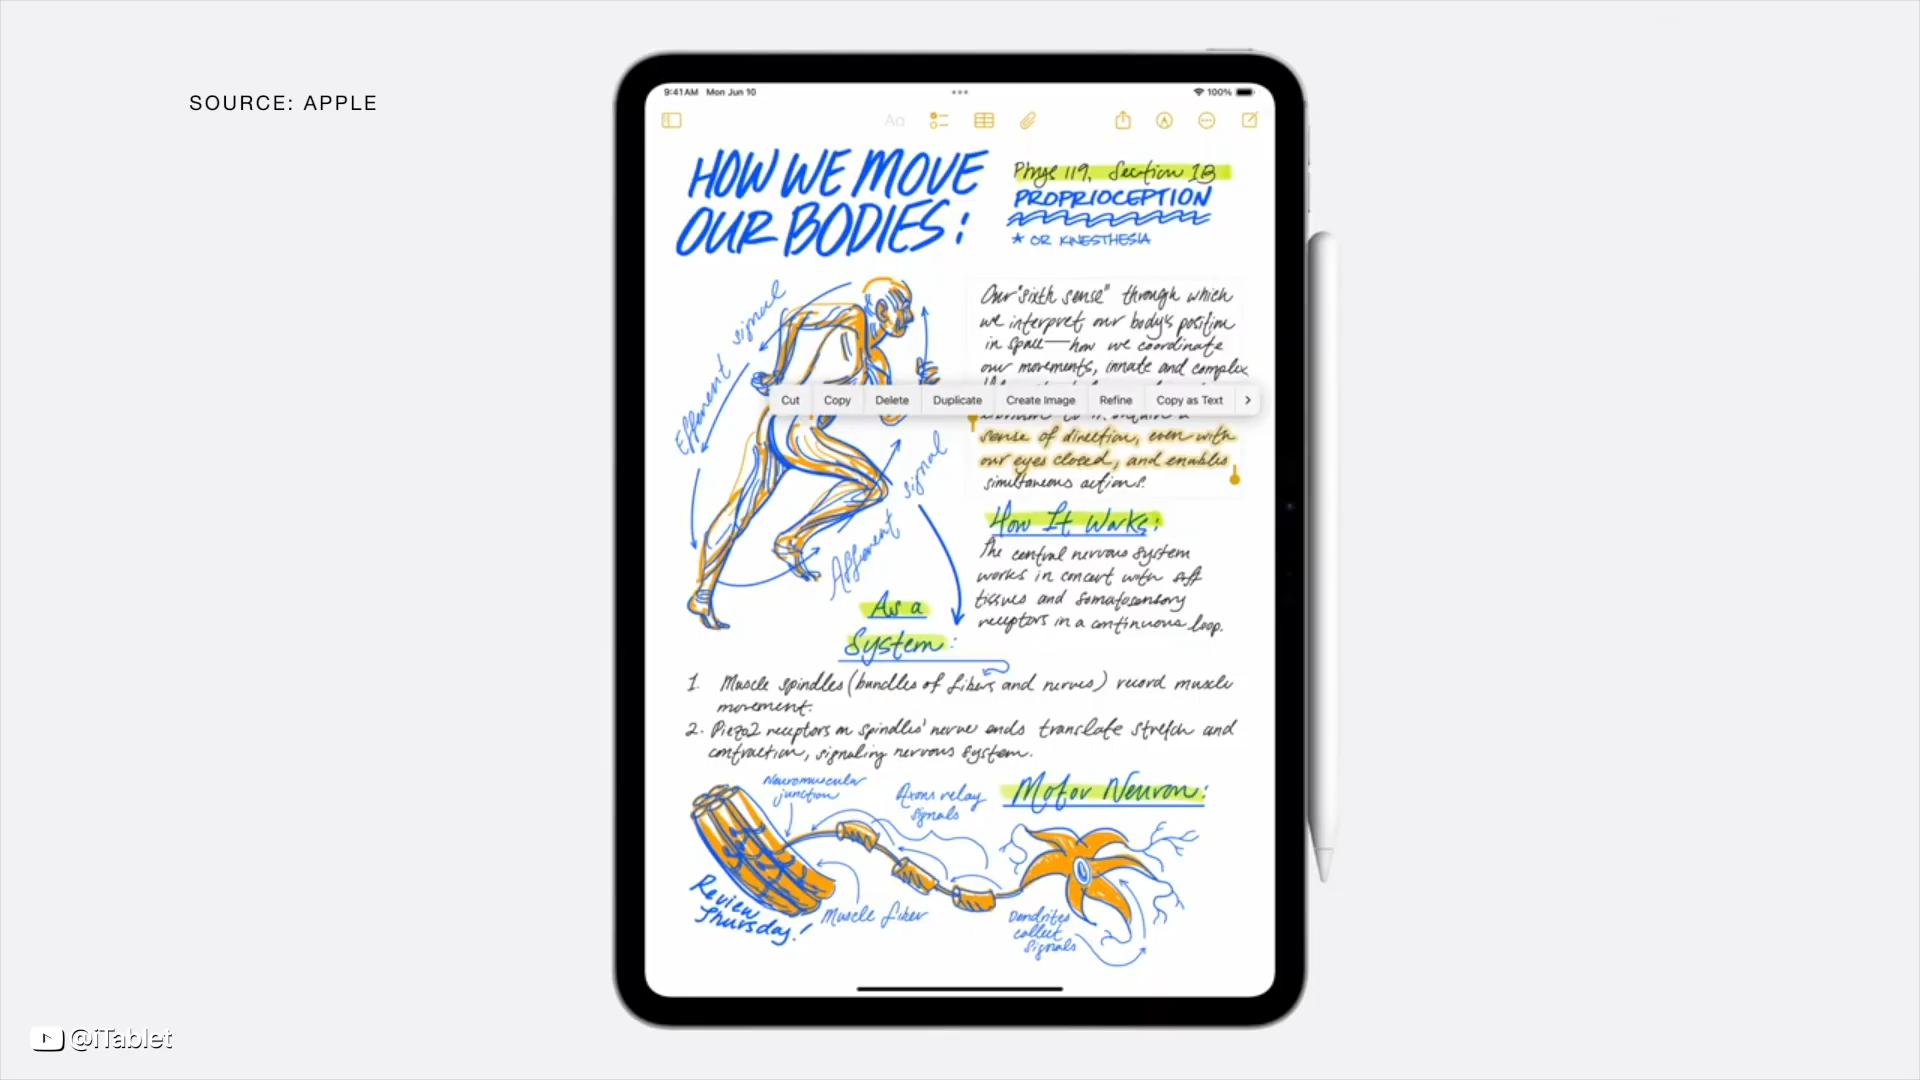 SOURCE: APPLE
9:41AM Mon Jun 10
100%
Aa
HOW WE MOVE
OUR BODIES:
Phys 119, Section 1B
PROPRIOCEPTION
* OR KINESTHESIA
Efferent signal
Our "sixth sense" through which
we interpret our body's position
in space—how we coordinate
our movements, innate and complex
Cut Copy Delete Duplicate Create Image Refine Copy as Text
sense of direction, even with
our eyes closed, and enables
simultaneous actions.
Afferent signal
How It Works:
The central nervous system
works in concert with soft
tissues and somatosensory
receptors in a continuous loop.
As a
System:
1. Muscle spindles (bundles of fibers and nerves) record muscle
movement.
2. Piezo2 receptors on spindles' nerve ends translate stretch and
contraction, signaling nervous system.
Neuromuscular
junction
Axons relay
signals
Motor Neuron:
Review
Thursday!
Muscle fiber
Dendrites
collect
signals
@iTablet